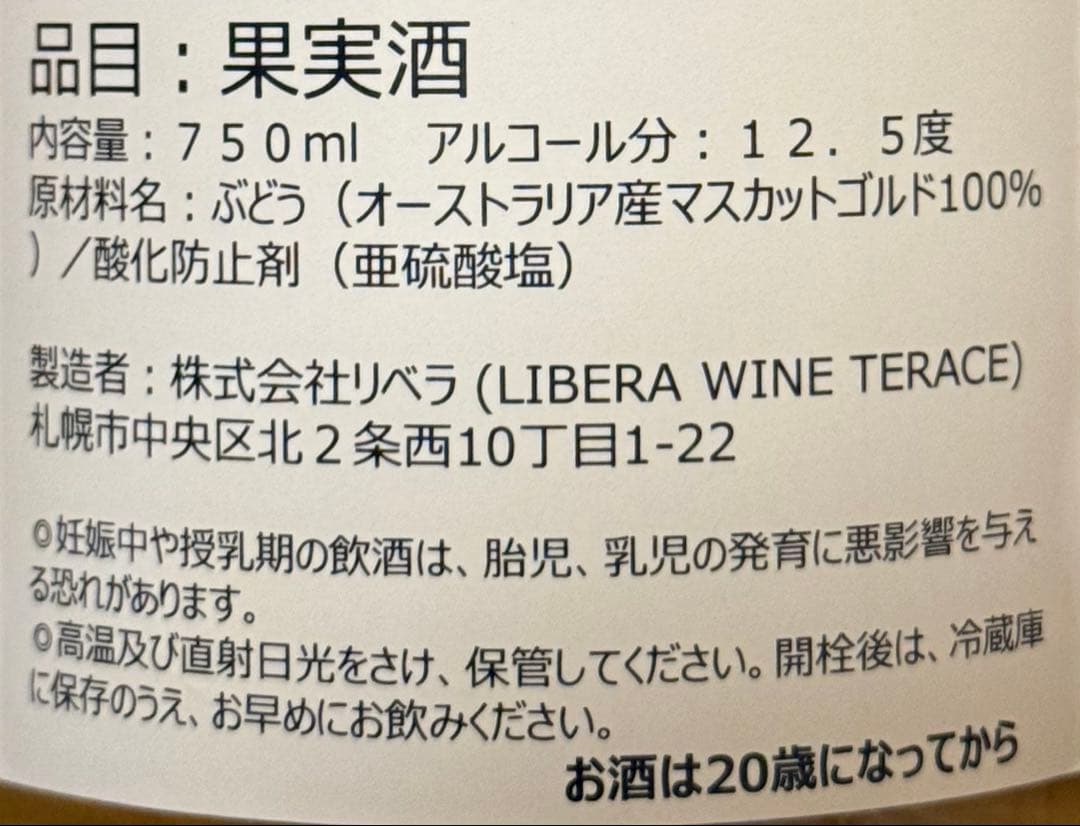 品目：果実酒
内容量：７５０ml　アルコール分：１２．５度
原材料名：ぶどう（オーストラリア産マスカットゴルド100%
）/酸化防止剤（亜硫酸塩）
製造者：株式会社リベラ (LIBERA WINE TERACE)
札幌市中央区北２条西10丁目1-22
◎妊娠中や授乳期の飲酒は、胎児、乳児の発育に悪影響を与え
る恐れがあります。
◎高温及び直射日光をさけ、保管してください。開栓後は、冷蔵庫
に保存のうえ、お早めにお飲みください。
お酒は20歳になってから